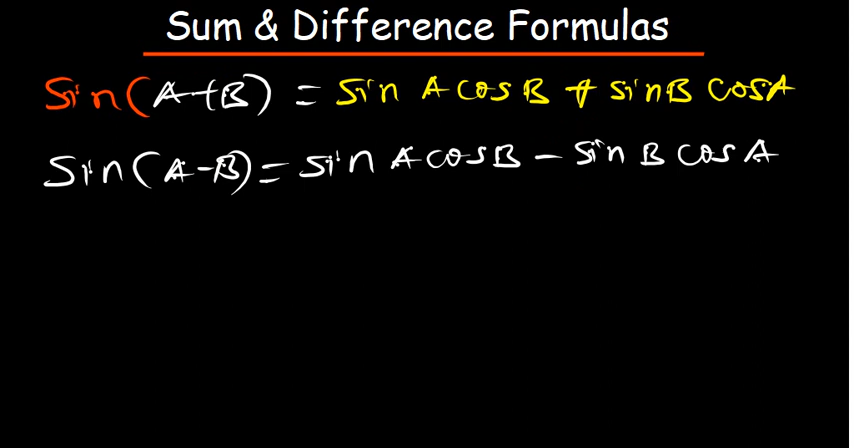 Sum & Difference Formulas
Sin(A+B) = Sin A cos B + Sin B cos A
Sin(A-B) = Sin A cos B - Sin B cos A